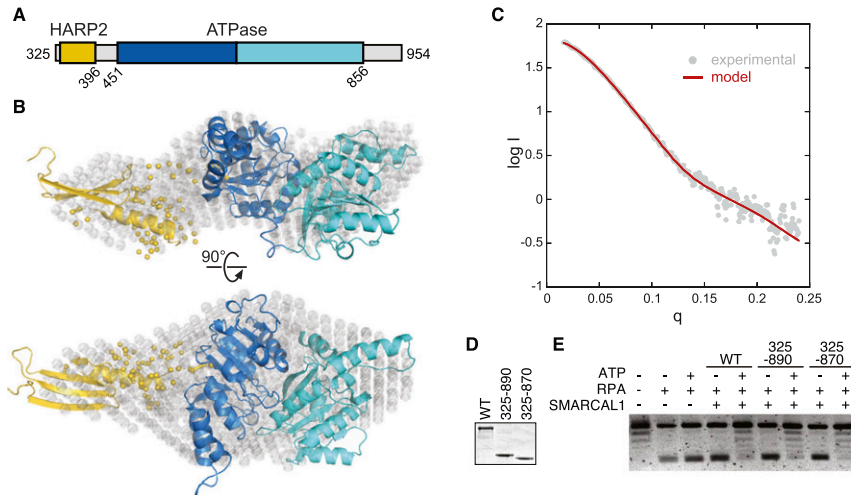 A
HARP2 ATPase
325 954
396 451 856
B
90°
C
log I
2
1.5
1
0.5
0
-0.5
-1
experimental
model
0 0.05 0.1 0.15 0.2 0.25
q
D
WT 325-890 325-870
E
WT 325-890 325-870
ATP - - + - + - + - +
RPA - + + + + + + + +
SMARCAL1 - - - + + + + + +